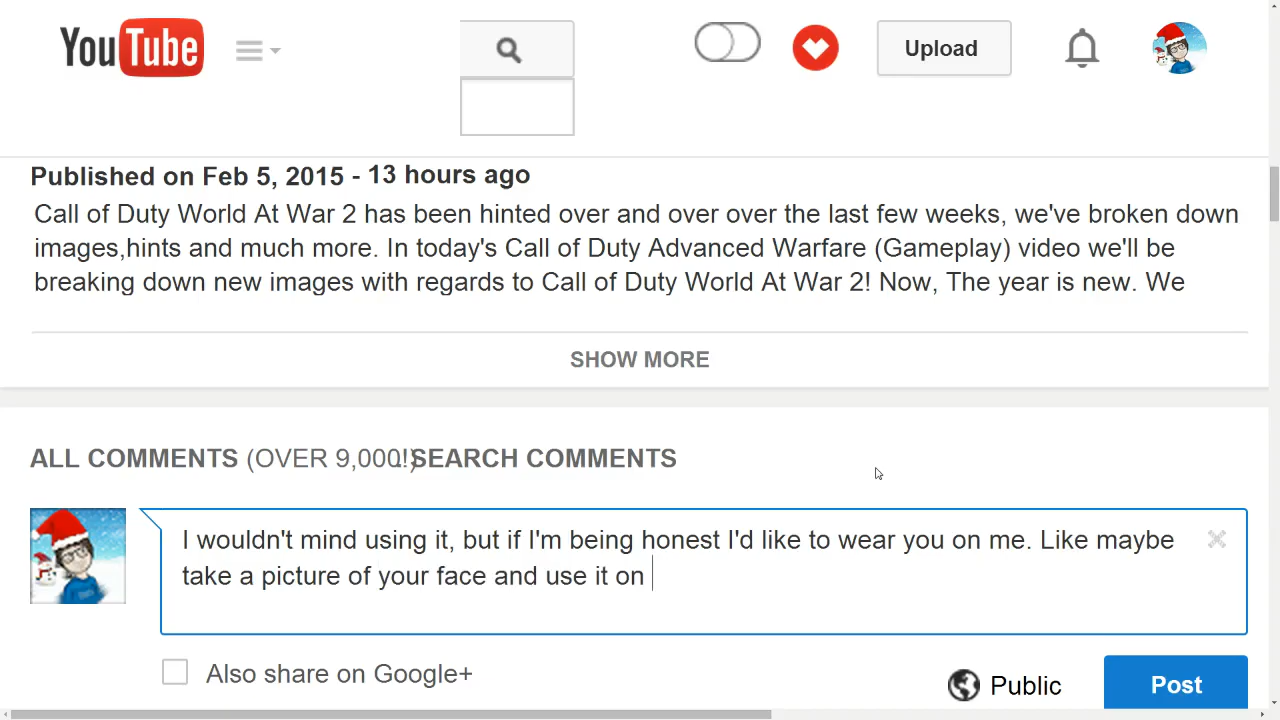 YouTube
Upload
Published on Feb 5, 2015 - 13 hours ago
Call of Duty World At War 2 has been hinted over and over over the last few weeks, we've broken down
images,hints and much more. In today's Call of Duty Advanced Warfare (Gameplay) video we'll be
breaking down new images with regards to Call of Duty World At War 2! Now, The year is new. We
SHOW MORE
ALL COMMENTS (OVER 9,000!) SEARCH COMMENTS
I wouldn't mind using it, but if I'm being honest I'd like to wear you on me. Like maybe
take a picture of your face and use it on
Also share on Google+
Public
Post